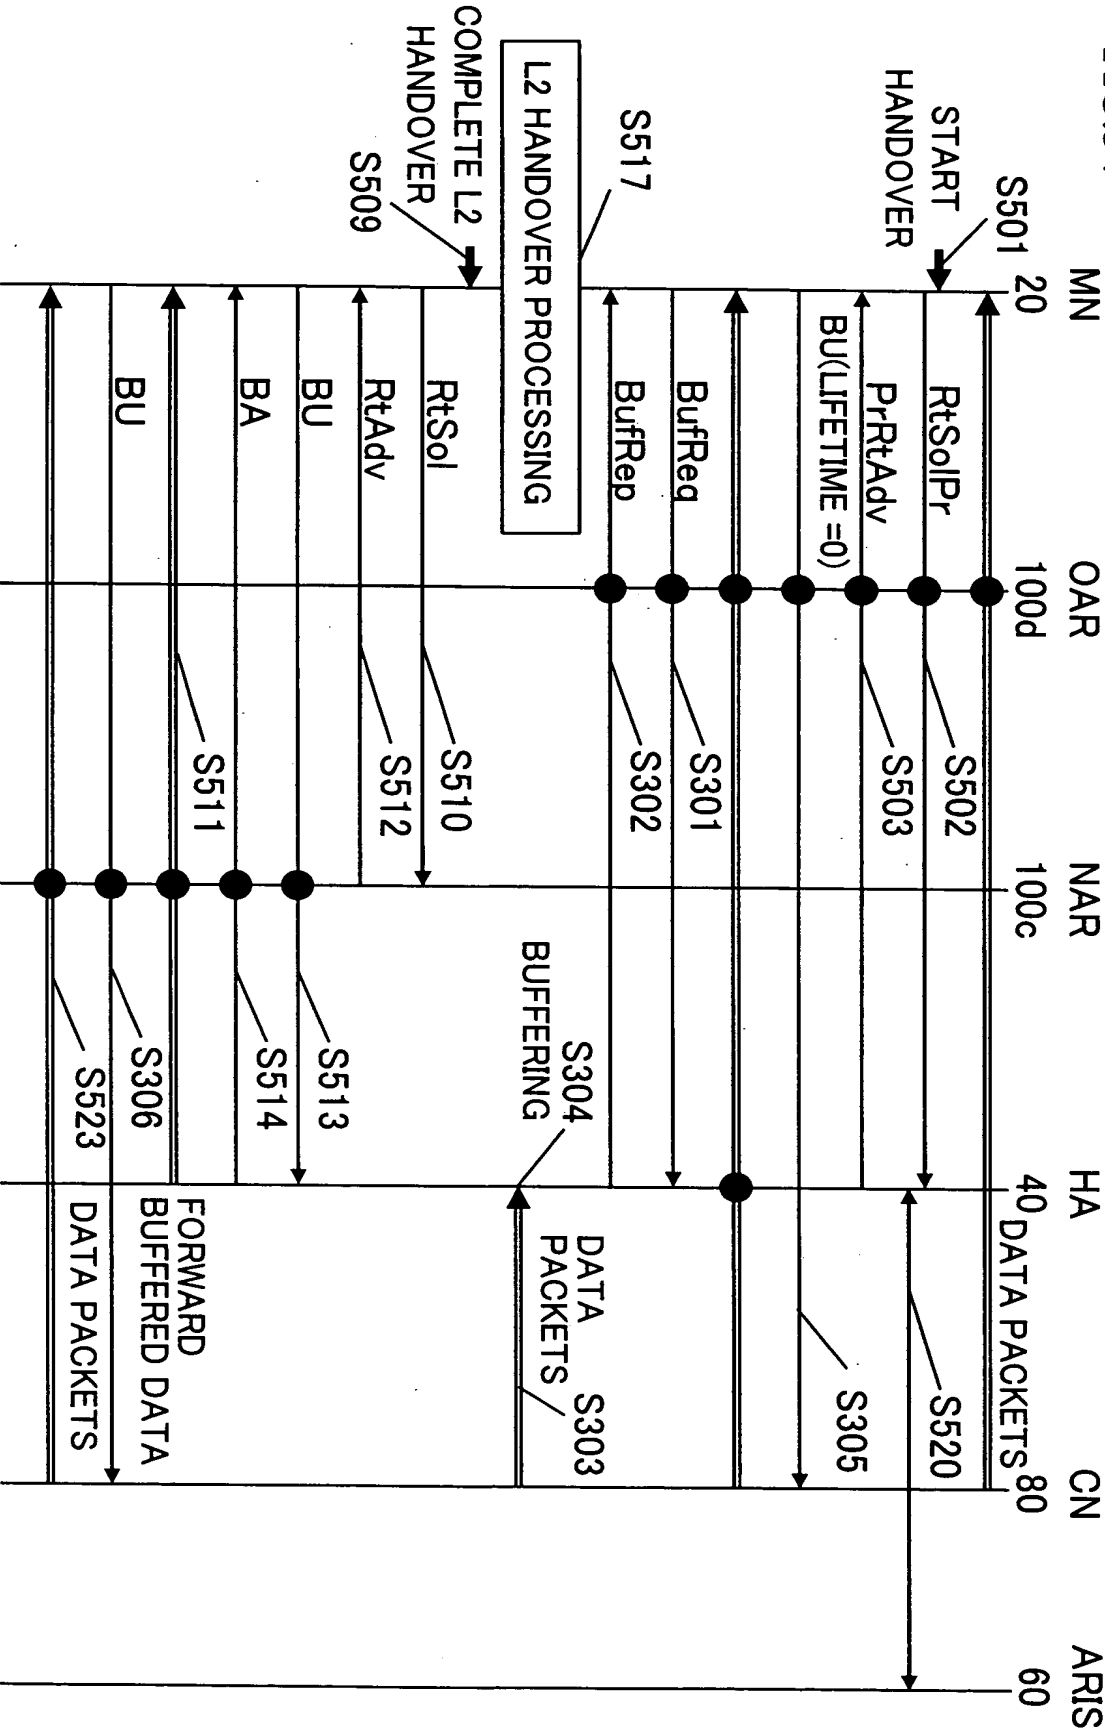 MN
OAR
NAR
HA
CN
ARIS
20
100d
100c
40
80
60
S501
START
HANDOVER
DATA PACKETS
RtSolPr
S502
S520
PrRtAdv
S503
BU(LIFETIME =0)
S305
BufReq
S301
BufRep
S302
S517
L2 HANDOVER PROCESSING
DATA
PACKETS
S303
S304
BUFFERING
COMPLETE L2
HANDOVER
S509
RtSol
S510
RtAdv
S512
BU
S513
BA
S514
S511
FORWARD
BUFFERED DATA
BU
S306
S523
DATA PACKETS